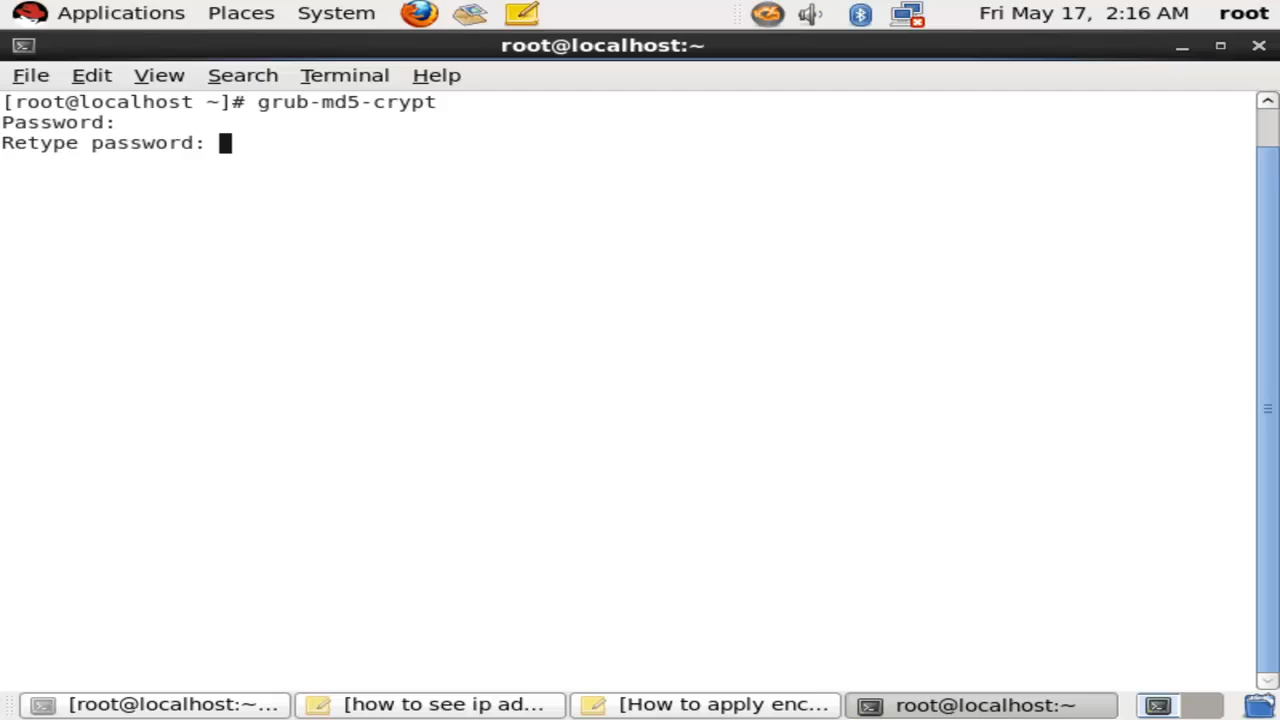 Applications Places System Fri May 17, 2:16 AM root
root@localhost:~
File Edit View Search Terminal Help
[root@localhost ~]# grub-md5-crypt
Password:
Retype password:
[root@localhost:~... [how to see ip ad... [How to apply enc... root@localhost:~